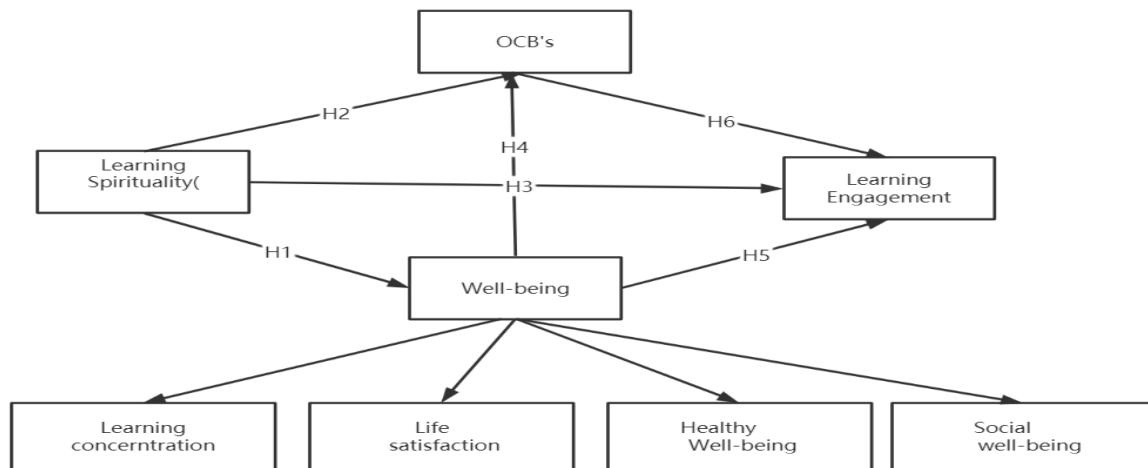 OCB's
H2
H6
H4
Learning
Spirituality(
H3
Learning
Engagement
H1
H5
Well-being
Learning
concerntration
Life
satisfaction
Healthy
Well-being
Social
well-being